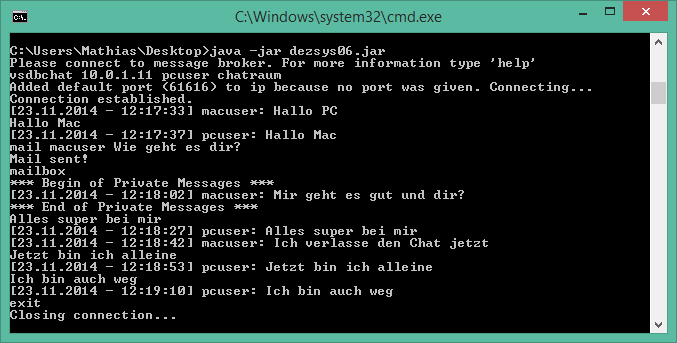 C:\Windows\system32\cmd.exe
C:\Users\Mathias\Desktop>java -jar dezsys06.jar
Please connect to message broker. For more information type 'help'
vsdbchat 10.0.1.11 pcuser chatraum
Added default port (61616) to ip because no port was given. Connecting...
Connection established.
[23.11.2014 - 12:17:33] macuser: Hallo PC
Hallo Mac
[23.11.2014 - 12:17:37] pcuser: Hallo Mac
mail macuser Wie geht es dir?
Mail sent!
mailbox
*** Begin of Private Messages ***
[23.11.2014 - 12:18:02] macuser: Mir geht es gut und dir?
*** End of Private Messages ***
Alles super bei mir
[23.11.2014 - 12:18:27] pcuser: Alles super bei mir
[23.11.2014 - 12:18:42] macuser: Ich verlasse den Chat jetzt
Jetzt bin ich alleine
[23.11.2014 - 12:18:53] pcuser: Jetzt bin ich alleine
Ich bin auch weg
[23.11.2014 - 12:19:10] pcuser: Ich bin auch weg
exit
Closing connection...